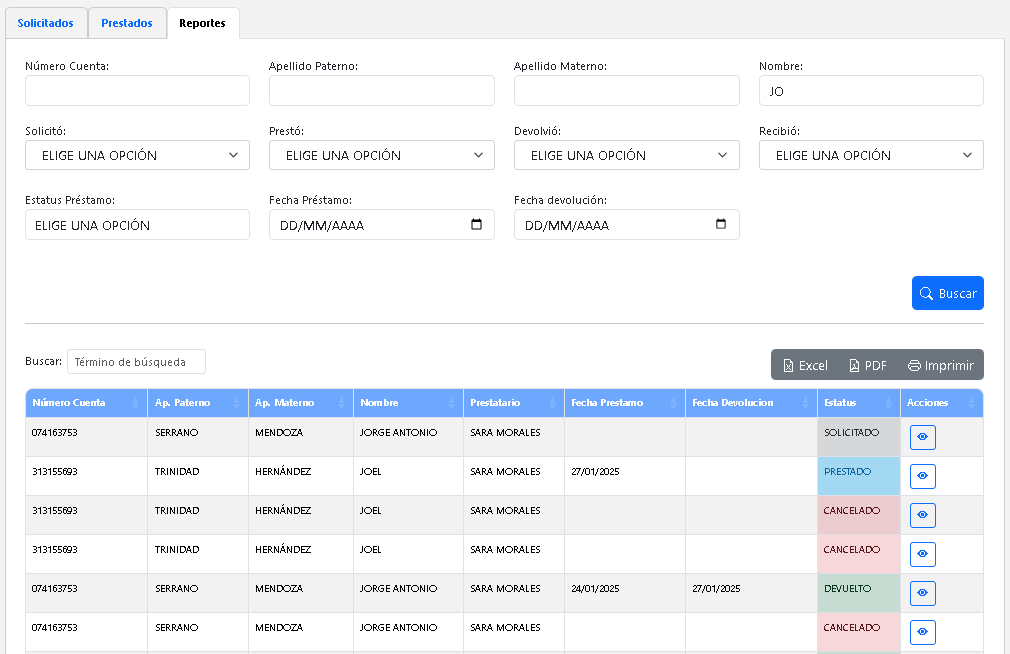 Solicitados Prestados Reportes
Número Cuenta: Apellido Paterno: Apellido Materno: Nombre:
JO
Solicitó: Prestó: Devolvió: Recibió:
ELIGE UNA OPCIÓN ELIGE UNA OPCIÓN ELIGE UNA OPCIÓN ELIGE UNA OPCIÓN
Estatus Préstamo: Fecha Préstamo: Fecha devolución:
ELIGE UNA OPCIÓN DD/MM/AAAA DD/MM/AAAA
Buscar
Buscar: Término de búsqueda Excel PDF Imprimir
Número Cuenta Ap. Paterno Ap. Materno Nombre Prestatario Fecha Prestamo Fecha Devolucion Estatus Acciones
074163753 SERRANO MENDOZA JORGE ANTONIO SARA MORALES SOLICITADO
313155693 TRINIDAD HERNÁNDEZ JOEL SARA MORALES 27/01/2025 PRESTADO
313155693 TRINIDAD HERNÁNDEZ JOEL SARA MORALES CANCELADO
313155693 TRINIDAD HERNÁNDEZ JOEL SARA MORALES CANCELADO
074163753 SERRANO MENDOZA JORGE ANTONIO SARA MORALES 24/01/2025 27/01/2025 DEVUELTO
074163753 SERRANO MENDOZA JORGE ANTONIO SARA MORALES CANCELADO